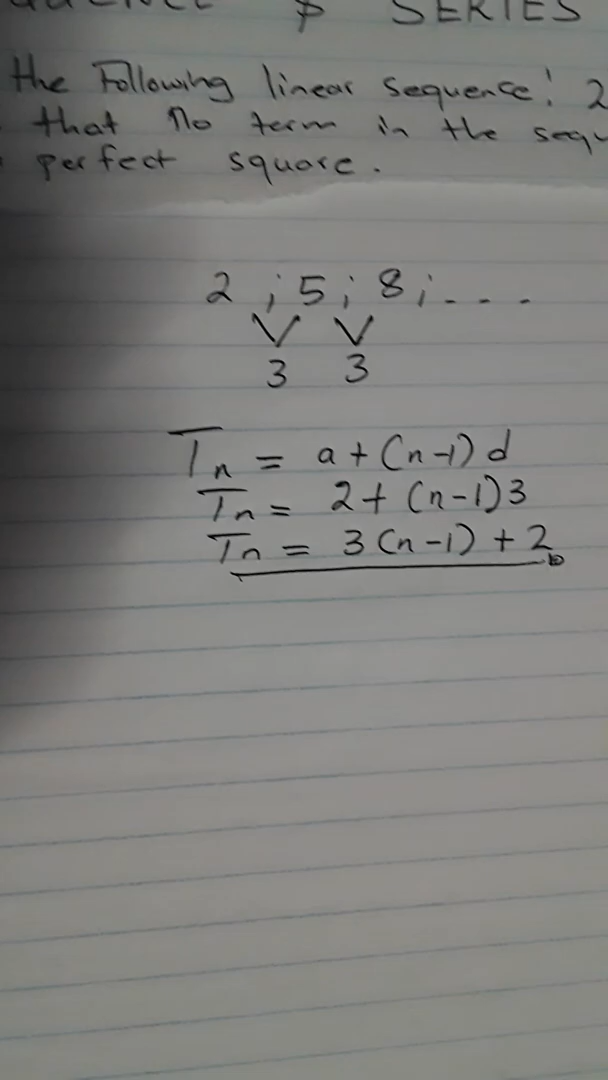 & SERIES
the Following linear sequence: 2
that no term in the sequ
perfect square.
2 ; 5 ; 8 ; . . .
3 3
Tn = a + (n-1) d
Tn = 2 + (n-1) 3
Tn = 3 (n-1) + 2